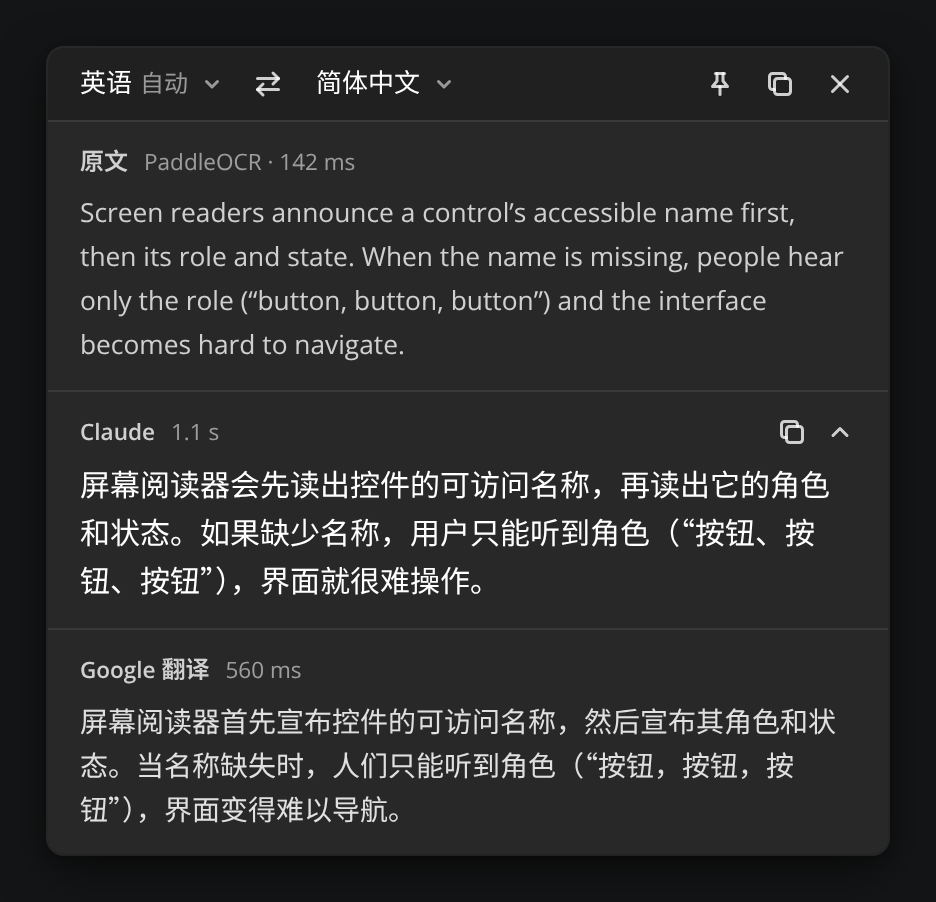 英语 自动 简体中文
原文 PaddleOCR · 142 ms
Screen readers announce a control’s accessible name first,
then its role and state. When the name is missing, people hear
only the role (“button, button, button”) and the interface
becomes hard to navigate.
Claude 1.1 s
屏幕阅读器会先读出控件的可访问名称，再读出它的角色
和状态。如果缺少名称，用户只能听到角色（“按钮、按
钮、按钮”），界面就很难操作。
Google 翻译 560 ms
屏幕阅读器首先宣布控件的可访问名称，然后宣布其角色和状
态。当名称缺失时，人们只能听到角色（“按钮，按钮，按
钮”），界面变得难以导航。